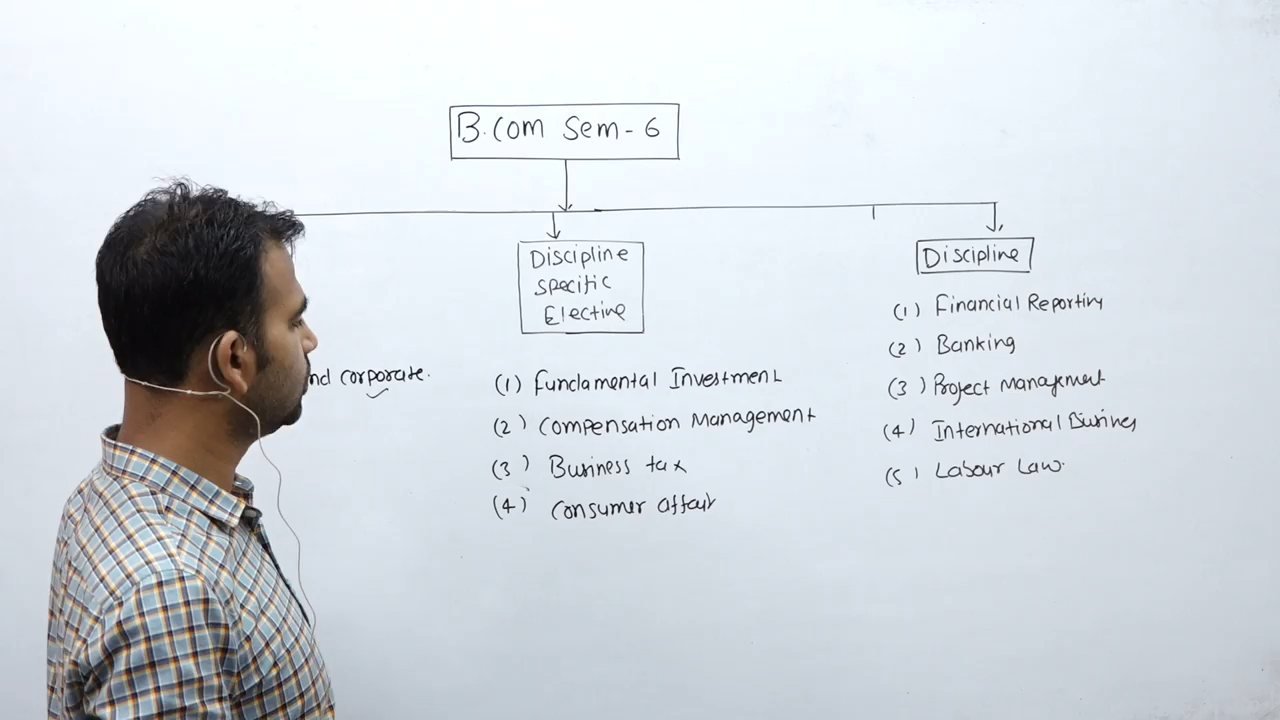 B.Com Sem-6
Discipline
Specific
Elective
Discipline
nd corporate.
(1) Fundamental Investment
(2) Compensation Management
(3) Business tax
(4) Consumer affair
(1) Financial Reporting
(2) Banking
(3) Project Management
(4) International Business
(5) Labour Law.